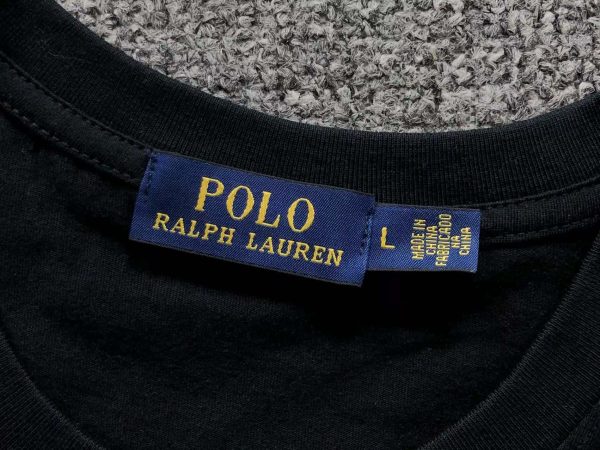 POLO
RALPH LAUREN
L
MADE IN
CHINA
FABRICADO
NA
CHINA